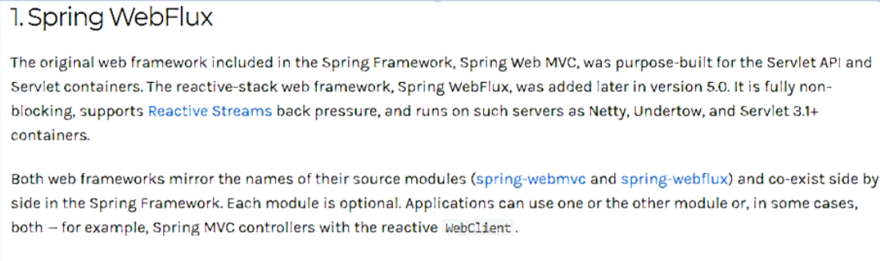 1. Spring WebFlux
The original web framework included in the Spring Framework, Spring Web MVC, was purpose-built for the Servlet API and
Servlet containers. The reactive-stack web framework, Spring WebFlux, was added later in version 5.0. It is fully non-
blocking, supports Reactive Streams back pressure, and runs on such servers as Netty, Undertow, and Servlet 3.1+
containers.
Both web frameworks mirror the names of their source modules (spring-webmvc and spring-webflux) and co-exist side by
side in the Spring Framework. Each module is optional. Applications can use one or the other module or, in some cases,
both — for example, Spring MVC controllers with the reactive WebClient.